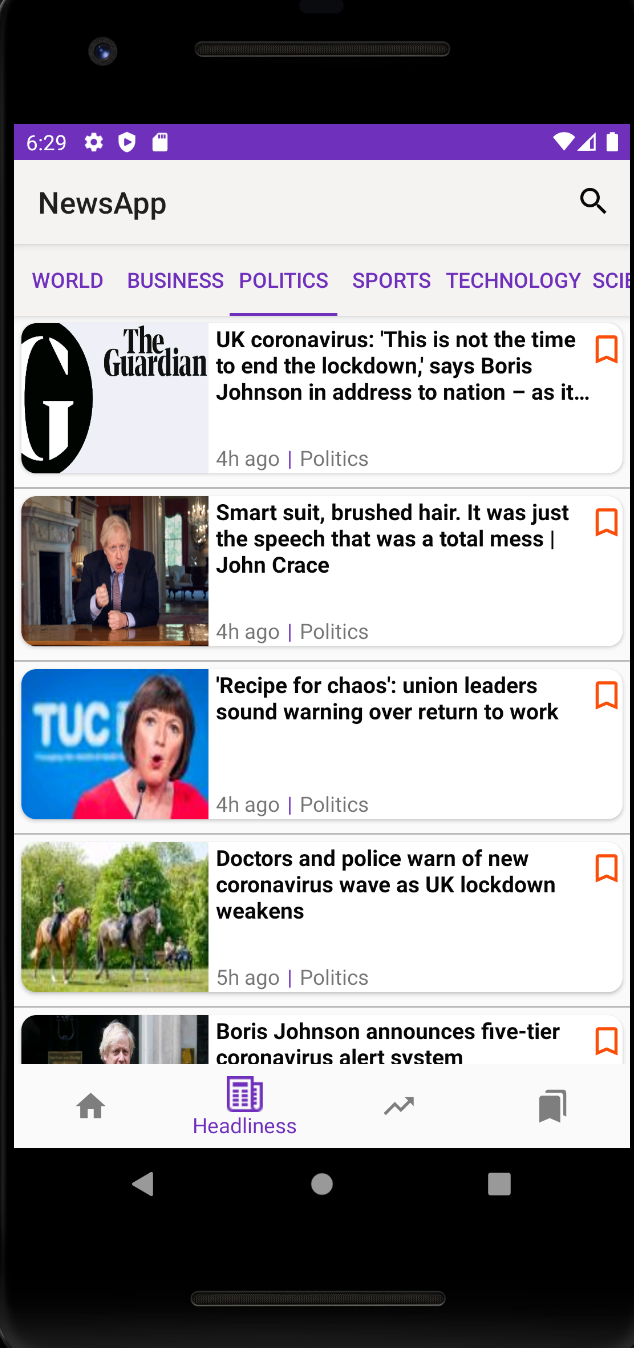 6:29
NewsApp
WORLD BUSINESS POLITICS SPORTS TECHNOLOGY SCIE
The
Guardian
G
UK coronavirus: 'This is not the time
to end the lockdown,' says Boris
Johnson in address to nation – as it...
4h ago | Politics
Smart suit, brushed hair. It was just
the speech that was a total mess |
John Crace
4h ago | Politics
TUC
'Recipe for chaos': union leaders
sound warning over return to work
4h ago | Politics
Doctors and police warn of new
coronavirus wave as UK lockdown
weakens
5h ago | Politics
Boris Johnson announces five-tier
coronavirus alert system
Headliness